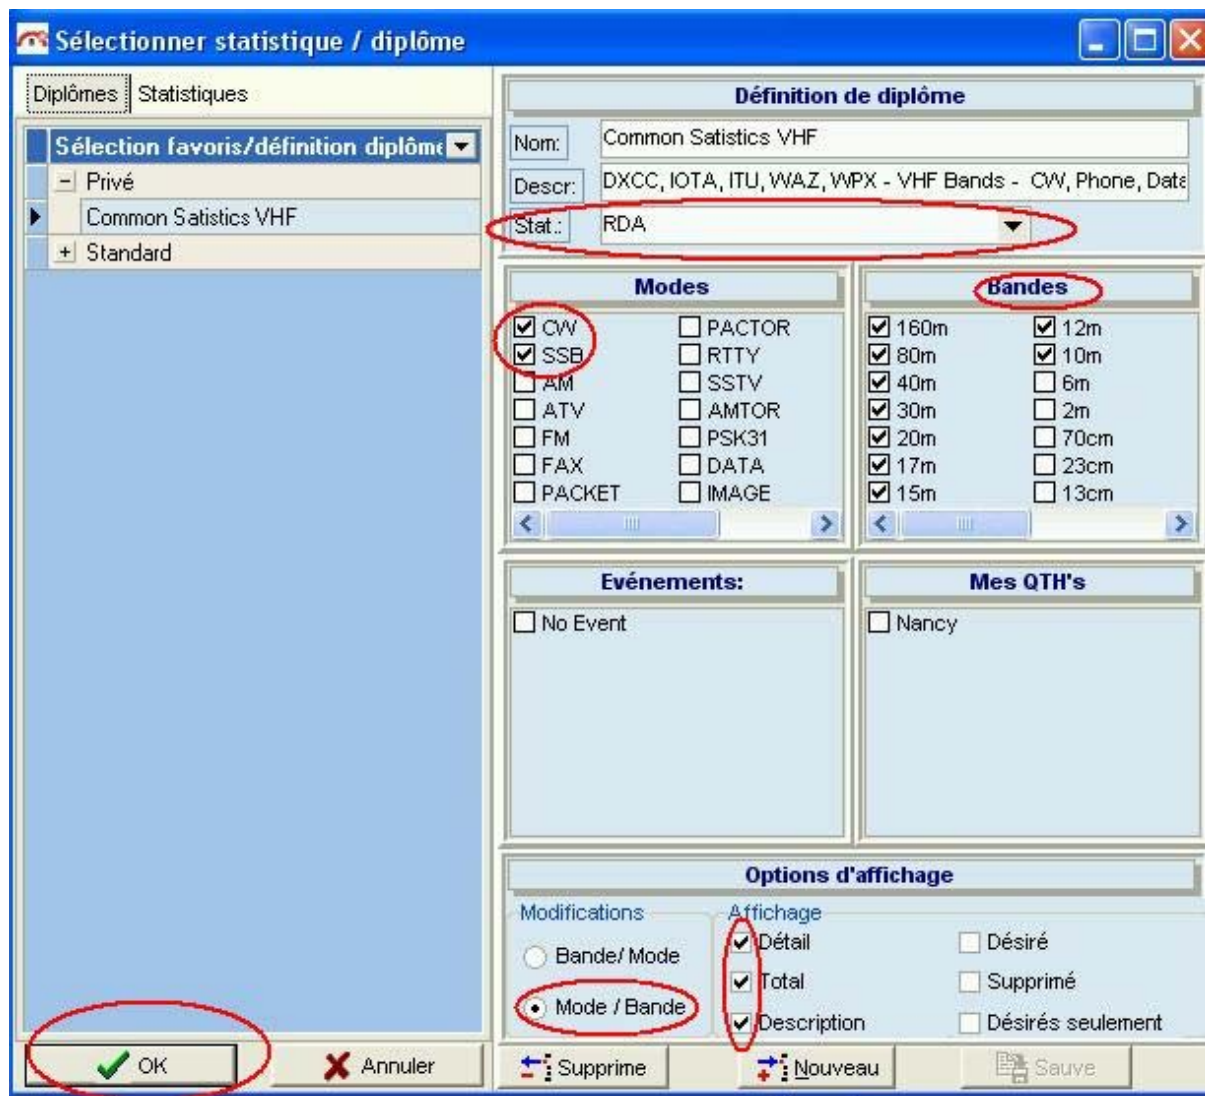 Sélectionner statistique / diplôme
Diplômes Statistiques
Sélection favoris/définition diplôme
Privé
Common Satistics VHF
Standard
OK
Annuler
Définition de diplôme
Nom: Common Satistics VHF
Descr: DXCC, IOTA, ITU, WAZ, WPX - VHF Bands - CW, Phone, Data
Stat.: RDA
Modes
CW PACTOR
SSB RTTY
AM SSTV
ATV AMTOR
FM PSK31
FAX DATA
PACKET IMAGE
Bandes
160m 12m
80m 10m
40m 6m
30m 2m
20m 70cm
17m 23cm
15m 13cm
Evénements:
No Event
Mes QTH's
Nancy
Options d'affichage
Modifications
Bande/ Mode
Mode / Bande
Affichage
Détail Désiré
Total Supprimé
Description Désirés seulement
Supprime
Nouveau
Sauve